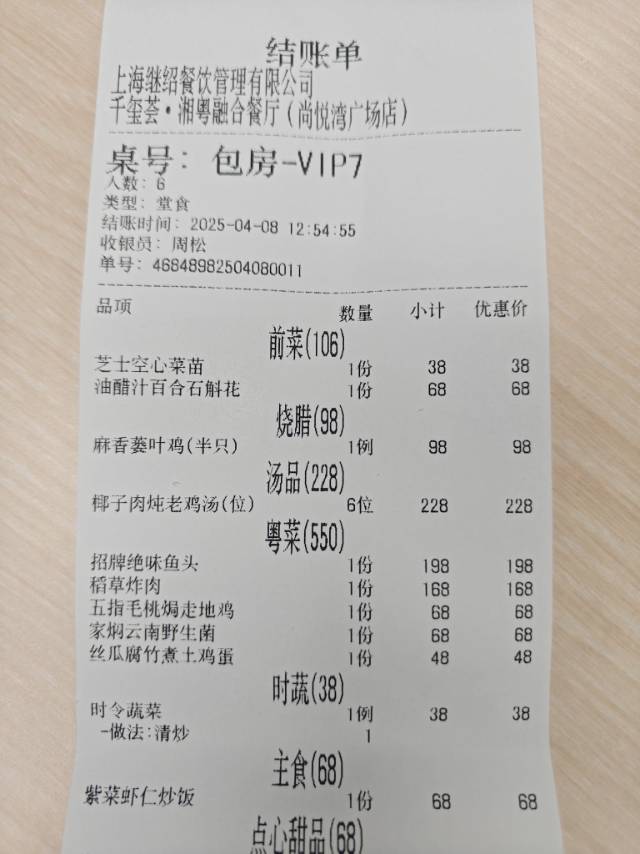 结账单
上海继绍餐饮管理有限公司
千玺荟·湘粤融合餐厅(尚悦湾广场店)
桌号: 包房-VIP7
人数: 6
类型: 堂食
结账时间: 2025-04-08 12:54:55
收银员: 周松
单号: 46848982504080011
品项 数量 小计 优惠价
前菜(106)
芝士空心菜苗 1份 38 38
油醋汁百合石斛花 1份 68 68
烧腊(98)
麻香蒌叶鸡(半只) 1例 98 98
汤品(228)
椰子肉炖老鸡汤(位) 6位 228 228
粤菜(550)
招牌绝味鱼头 1份 198 198
稻草炸肉 1份 168 168
五指毛桃焗走地鸡 1份 68 68
家焖云南野生菌 1份 68 68
丝瓜腐竹煮土鸡蛋 1份 48 48
时蔬(38)
时令蔬菜 1例 38 38
-做法:清炒 1
主食(68)
紫菜虾仁炒饭 1份 68 68
点心甜品(68)